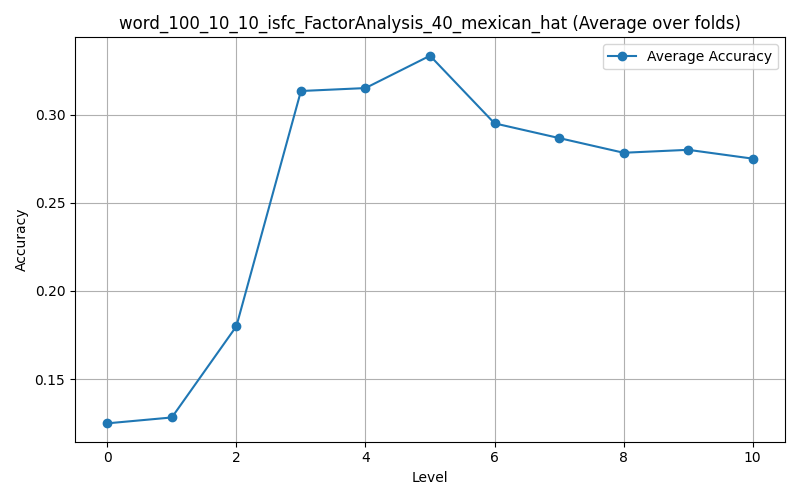 word_100_10_10_isfc_FactorAnalysis_40_mexican_hat (Average over folds)
Average Accuracy
0.30
0.25
0.20
0.15
Accuracy
0 2 4 6 8 10
Level